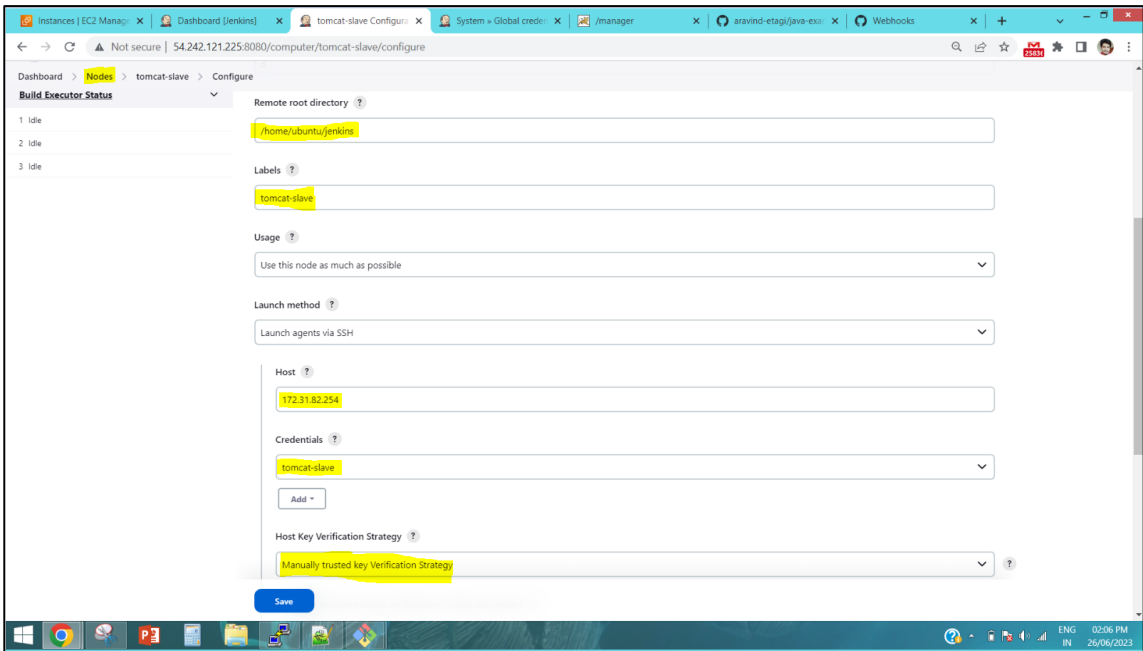 Instances | EC2 Manage
Dashboard [Jenkins]
tomcat-slave Configura
System » Global creden
/manager
aravind-etagi/java-exa
Webhooks
Not secure | 54.242.121.225:8080/computer/tomcat-slave/configure
2583
Dashboard > Nodes > tomcat-slave > Configure
Build Executor Status
1 Idle
2 Idle
3 Idle
Remote root directory ?
/home/ubuntu/jenkins
Labels ?
tomcat-slave
Usage ?
Use this node as much as possible
Launch method ?
Launch agents via SSH
Host ?
172.31.82.254
Credentials ?
tomcat-slave
Add
Host Key Verification Strategy ?
Manually trusted key Verification Strategy
?
Save
ENG 02:06 PM
IN 26/06/2023